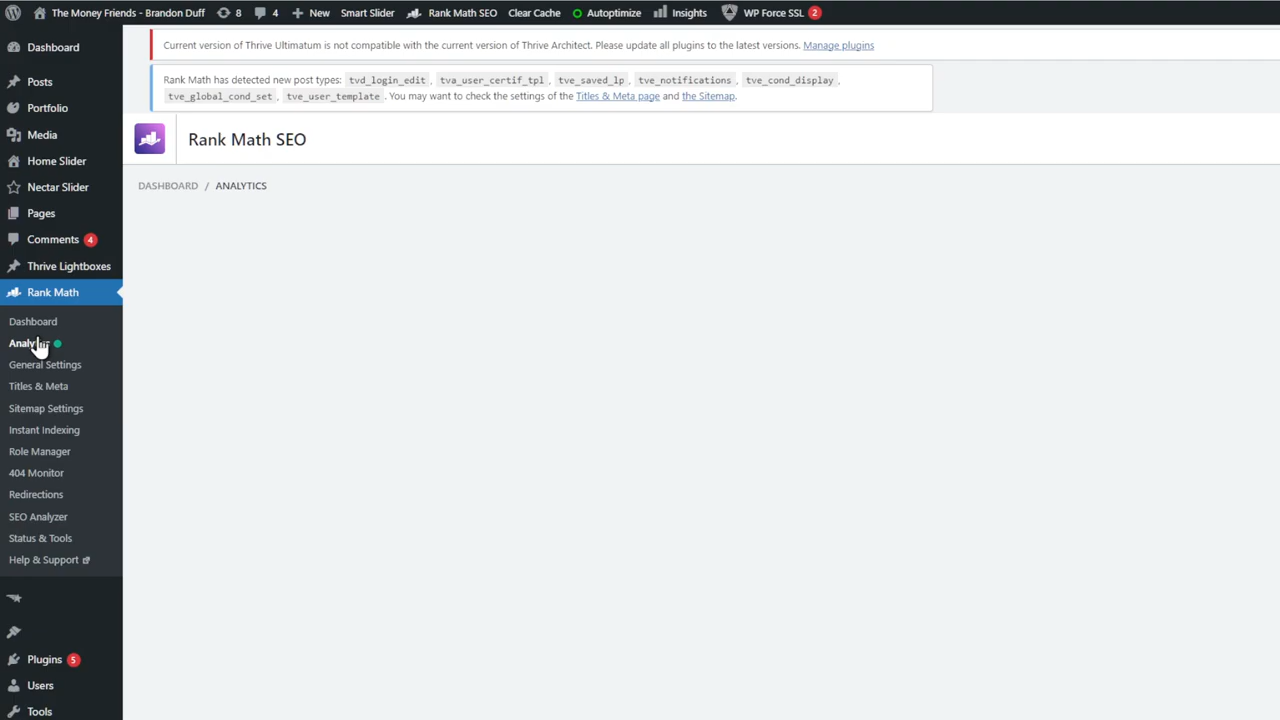 The Money Friends - Brandon Duff 8 4 New Smart Slider Rank Math SEO Clear Cache Autoptimize Insights WP Force SSL 2
Dashboard
Posts
Portfolio
Media
Home Slider
Nectar Slider
Pages
Comments 4
Thrive Lightboxes
Rank Math
Dashboard
General Settings
Titles & Meta
Sitemap Settings
Instant Indexing
Role Manager
404 Monitor
Redirections
SEO Analyzer
Status & Tools
Help & Support
Plugins 5
Users
Tools
Current version of Thrive Ultimatum is not compatible with the current version of Thrive Architect. Please update all plugins to the latest versions. Manage plugins
Rank Math has detected new post types: tvd_login_edit, tva_user_certif_tpl, tve_saved_lp, tve_notifications, tve_cond_display,
tve_global_cond_set, tve_user_template. You may want to check the settings of the Titles & Meta page and the Sitemap.
Rank Math SEO
DASHBOARD / ANALYTICS